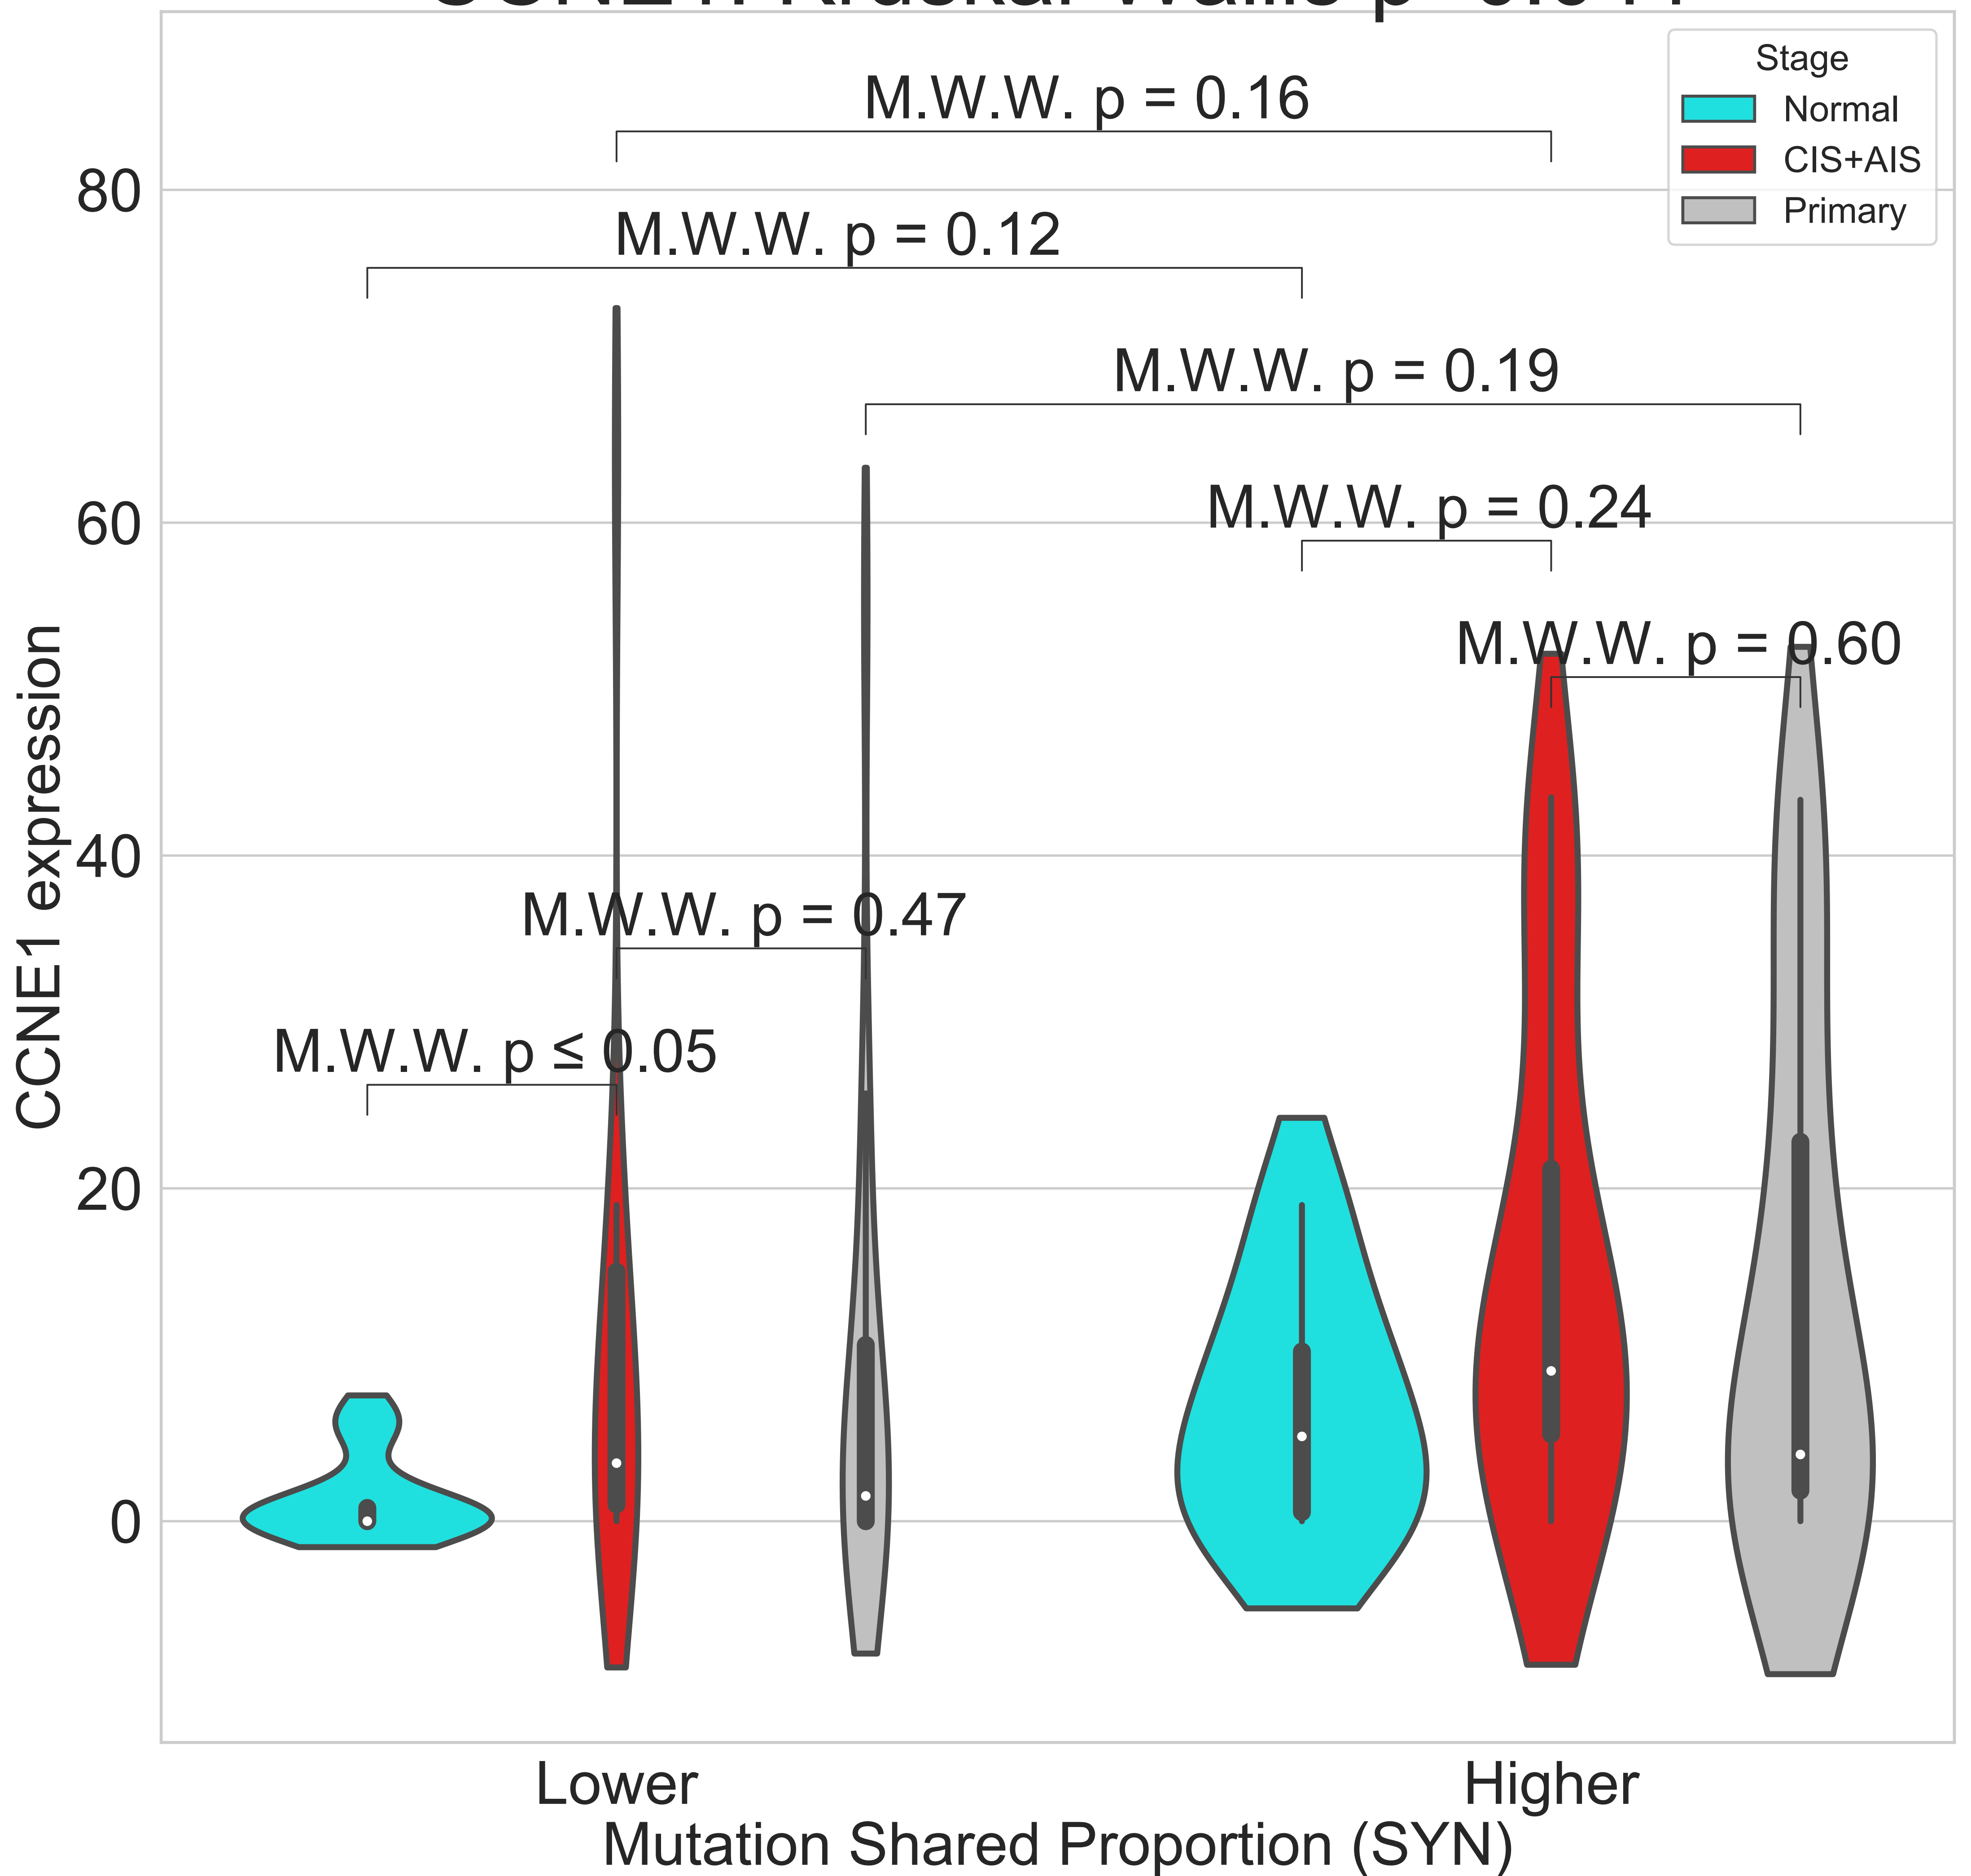 Stage
Normal
CIS+AIS
Primary
M.W.W. p = 0.16
M.W.W. p = 0.12
M.W.W. p = 0.19
M.W.W. p = 0.24
M.W.W. p = 0.60
M.W.W. p = 0.47
M.W.W. p ≤ 0.05
80
60
40
20
0
CCNE1 expression
Lower
Higher
Mutation Shared Proportion (SYN)